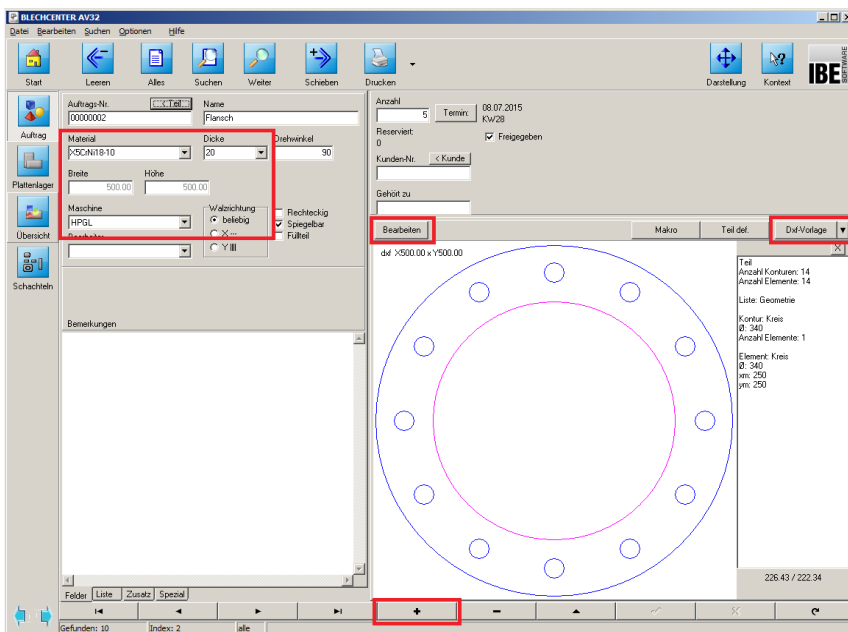 BLECHCENTER AV32
Datei Bearbeiten Suchen Optionen Hilfe
Start Leeren Alles Suchen Weiter Schieben Drucken Darstellung Kontext IBE SOFTWARE
Auftrag
Plattenlager
Übersicht
Schachteln
Auftrags-Nr. < Teil Name
00000002 Flansch
Material Dicke Drehwinkel
X5CrNi18-10 20 90
Breite Höhe
500.00 500.00
Maschine Walzrichtung
HPGL beliebig
X ---
Y III
Rechteckig
Spiegelbar
Füllteil
Bearbeiter
Bemerkungen
Felder Liste Zusatz Spezial
Anzahl
5 Termin: 08.07.2015
KW28
Reserviert:
0
Freigegeben
Kunden-Nr. < Kunde
Gehört zu
Bearbeiten Makro Teil def. Dxf-Vorlage
dxf X500.00 x Y500.00
Teil
Anzahl Konturen: 14
Anzahl Elemente: 14
Liste: Geometrie
Kontur: Kreis
Ø: 340
Anzahl Elemente: 1
Element: Kreis
Ø: 340
xm: 250
ym: 250
226.43 / 222.34
Gefunden: 10 Index: 2 alle